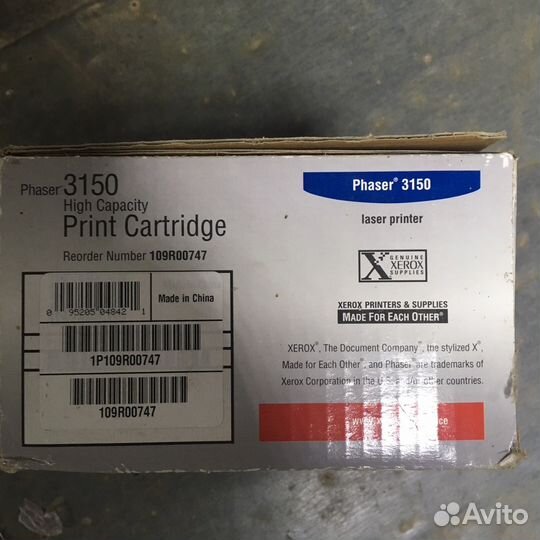 Phaser 3150
High Capacity
Print Cartridge
Reorder Number 109R00747
0 95205 04842 1
Made in China
1P109R00747
109R00747
Phaser® 3150
laser printer
X GENUINE
XEROX
SUPPLIES
XEROX PRINTERS & SUPPLIES
MADE FOR EACH OTHER®
XEROX®, The Document Company®, the stylized X®,
Made for Each Other®, and Phaser® are trademarks of
Xerox Corporation in the U.S. and/or other countries.
Avito